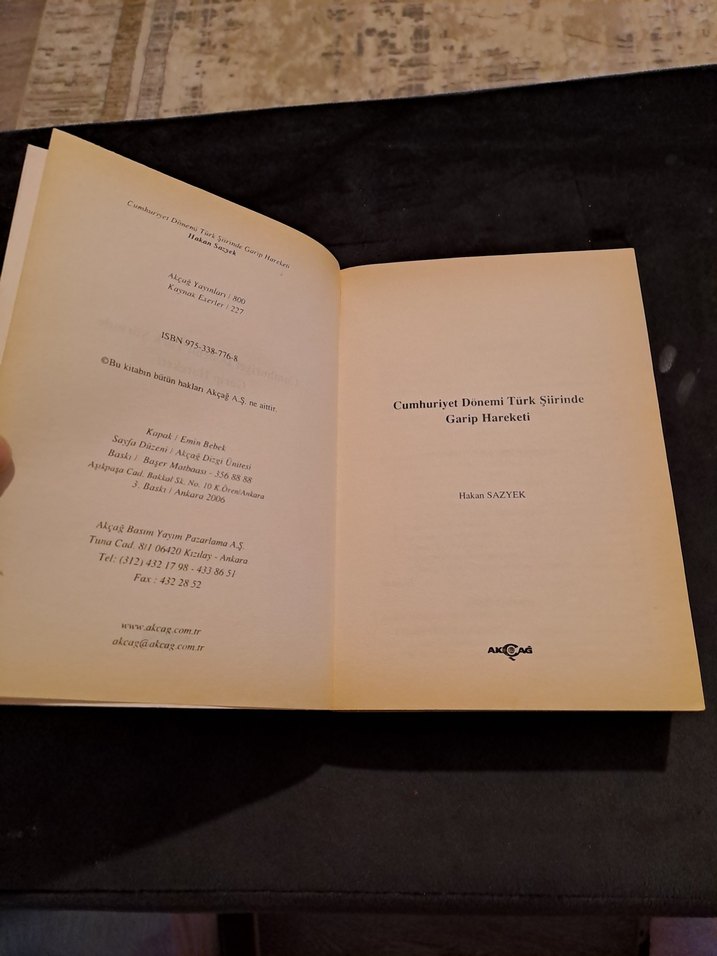 Cumhuriyet Dönemi Türk Şiirinde Garip Hareketi
Hakan Sazyek
Akçağ Yayınları / 800
Kaynak Eserler / 227
ISBN 975-338-776-8
©Bu kitabın bütün hakları Akçağ A.Ş. ne aittir.
Kapak / Emin Bebek
Sayfa Düzeni / Akçağ Dizgi Ünitesi
Baskı / Başer Matbaası - 356 88 88
Aşıkpaşa Cad. Bakkal Sk. No. 10 K.Ören/Ankara
3. Baskı / Ankara 2006
Akçağ Basım Yayım Pazarlama A.Ş.
Tuna Cad. 8/1 06420 Kızılay - Ankara
Tel: (312) 432 17 98 - 433 86 51
Fax : 432 28 52
www.akcag.com.tr
akcag@akcag.com.tr
Cumhuriyet Dönemi Türk Şiirinde
Garip Hareketi
Hakan SAZYEK
AKÇAĞ